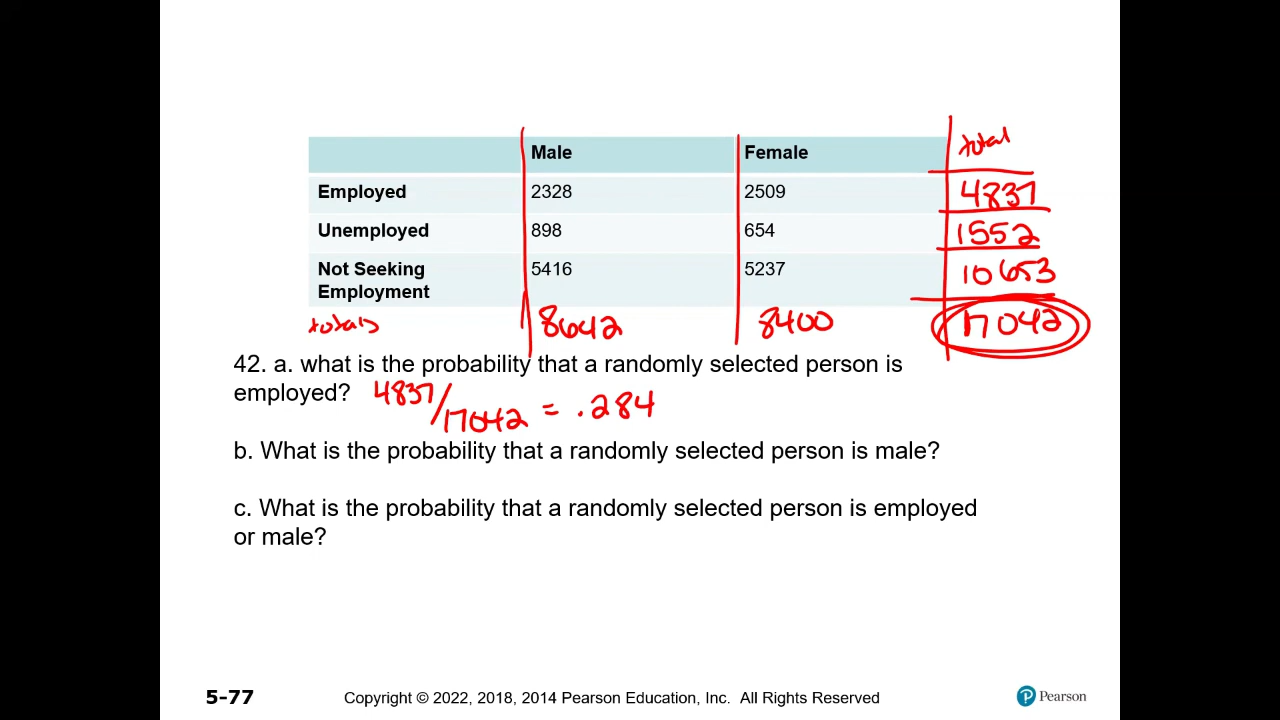 Male Female total
Employed 2328 2509 4837
Unemployed 898 654 1552
Not Seeking
Employment 5416 5237 10653
totals 8642 8400 17042
42. a. what is the probability that a randomly selected person is
employed? 4837/17042 = .284
b. What is the probability that a randomly selected person is male?
c. What is the probability that a randomly selected person is employed
or male?
5-77 Copyright © 2022, 2018, 2014 Pearson Education, Inc. All Rights Reserved Pearson